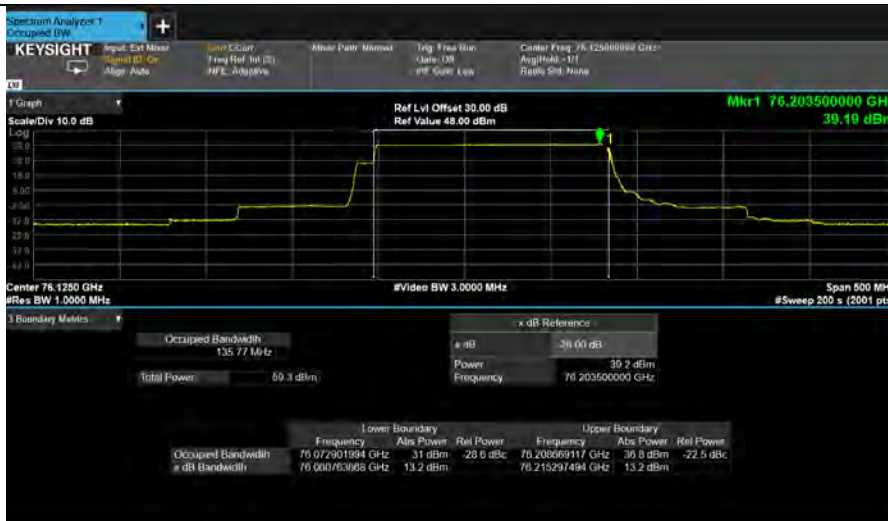 Spectrum Analyzer 1
Occupied BW
KEYSIGHT
Input: Ext Mixer
Signal ID: On
Align: Auto
Freq Ref: Int (S)
NFE: Adaptive
Mixer Path: Normal
Trig: Free Run
Gate: Off
#IF Gain: Low
Center Freq: 76.125000000 GHz
Avg|Hold: 1/1
Radio Std: None
1 Graph
Scale/Div 10.0 dB
Ref Lvl Offset 30.00 dB
Ref Value 48.00 dBm
Mkr1 76.203500000 GH
39.19 dBm
Log
1
Center 76.1250 GHz
#Res BW 1.0000 MHz
#Video BW 3.0000 MHz
Span 500 MH
#Sweep 200 s (2001 pts
3 Boundary Metrics
Occupied Bandwidth
135.77 MHz
Total Power
x dB Reference
x dB -26.00 dB
Power 39.2 dBm
Frequency 76.203500000 GHz
Lower Boundary Upper Boundary
Frequency Abs Power Rel Power Frequency Abs Power Rel Power
Occupied Bandwidth 76.072901994 GHz 31 dBm -28.6 dBc 76.208669117 GHz 36.8 dBm -22.5 dBc
x dB Bandwidth 13.2 dBm 76.215297494 GHz 13.2 dBm